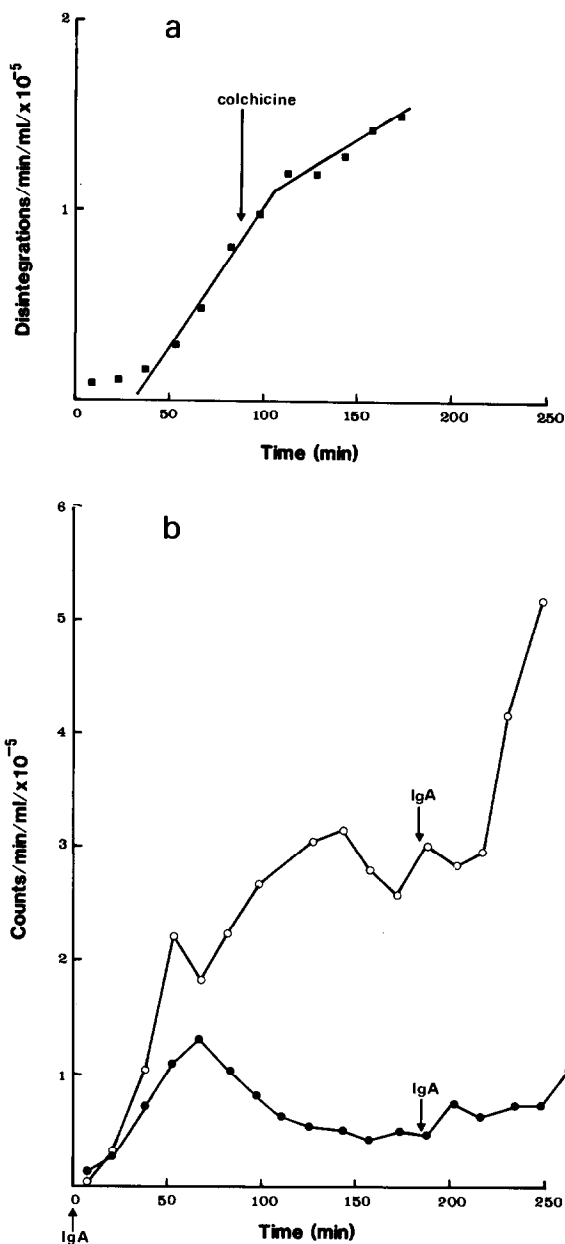 a
Disintegrations/min/ml/x10⁻⁵
2
1
colchicine
0 50 100 150 200 250
Time (min)
b
Counts/min/ml/x10⁻⁵
6
5
4
3
2
1
IgA
IgA
0 50 100 150 200 250
IgA
Time (min)